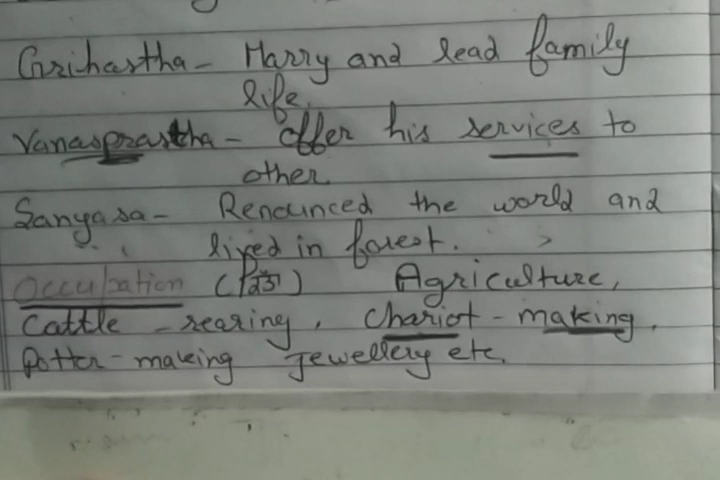 Grihastha - Marry and lead family
life.
Vanasprastha - offer his services to
other
Sanyasa - Renounced the world and
lived in forest.
Occupation Agriculture,
Cattle - rearing, Chariot - making,
Potter - making Jewellery etc.